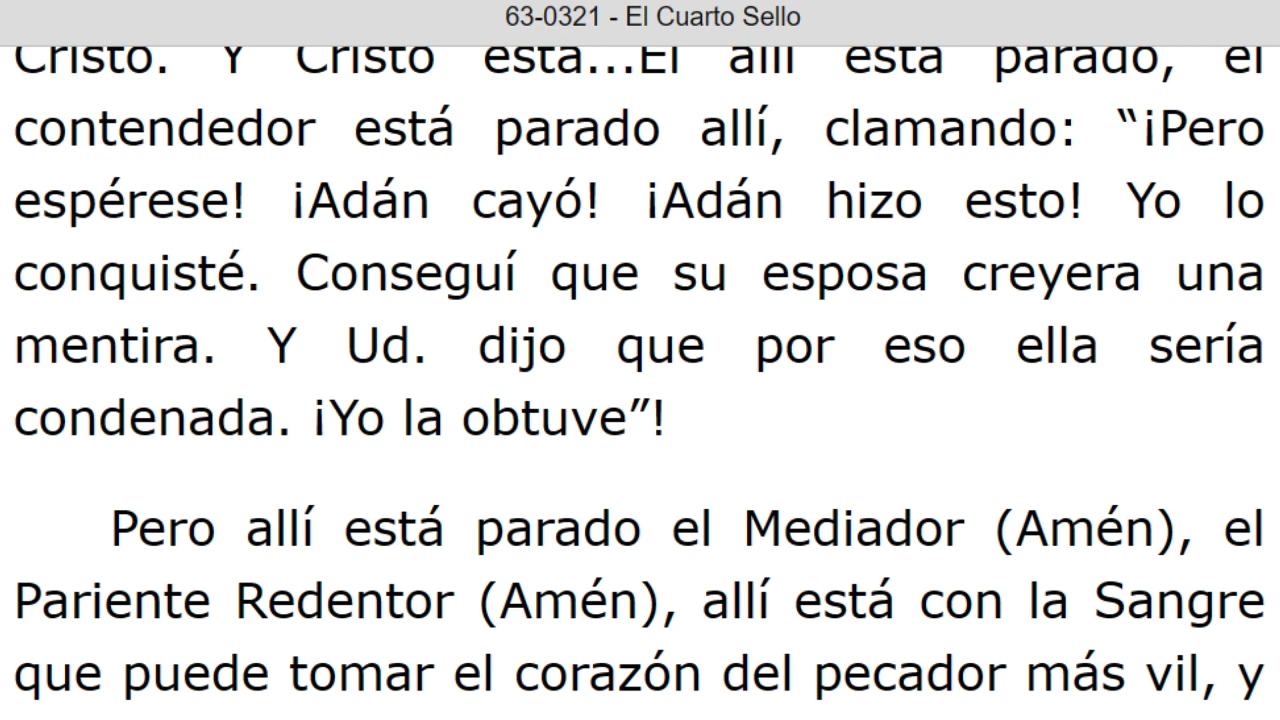 63-0321 - El Cuarto Sello
Cristo. Y Cristo está...Él allí está parado, el
contendedor está parado allí, clamando: “¡Pero
espérese! ¡Adán cayó! ¡Adán hizo esto! Yo lo
conquisté. Conseguí que su esposa creyera una
mentira. Y Ud. dijo que por eso ella sería
condenada. ¡Yo la obtuve”!
Pero allí está parado el Mediador (Amén), el
Pariente Redentor (Amén), allí está con la Sangre
que puede tomar el corazón del pecador más vil, y